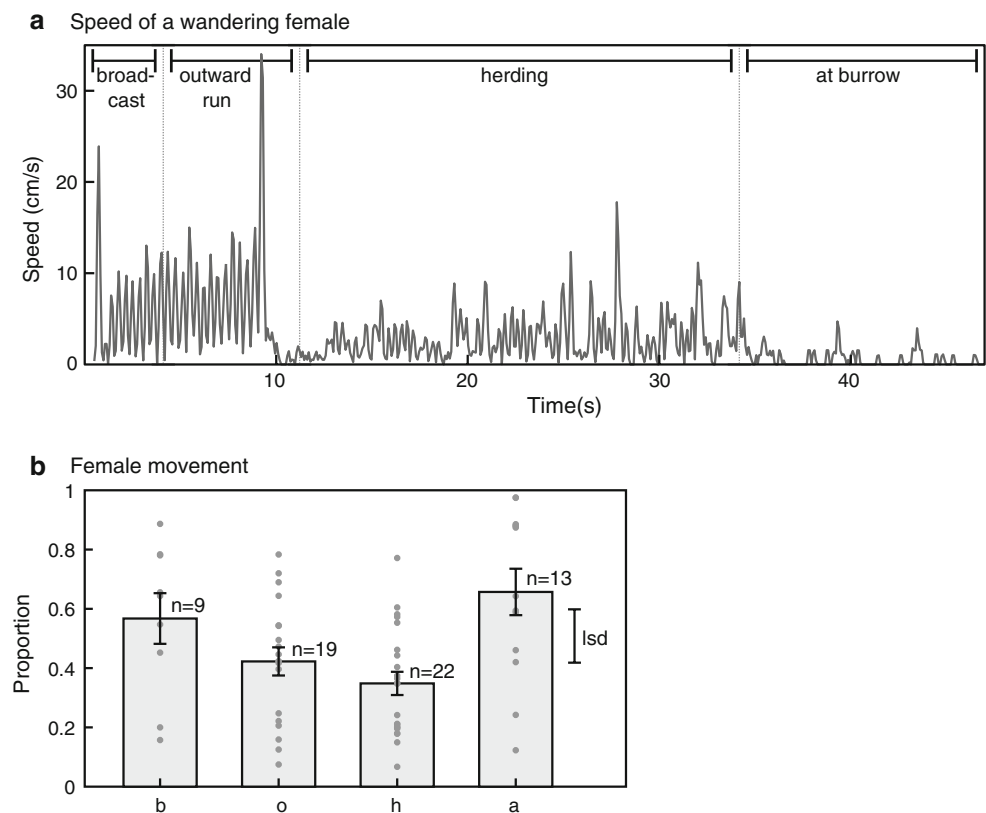 a Speed of a wandering female
broad-
cast
outward
run
herding
at burrow
30
20
10
0
Speed (cm/s)
10
20
30
40
Time(s)
b Female movement
1
0.8
0.6
0.4
0.2
0
Proportion
n=9
n=19
n=22
n=13
lsd
b
o
h
a